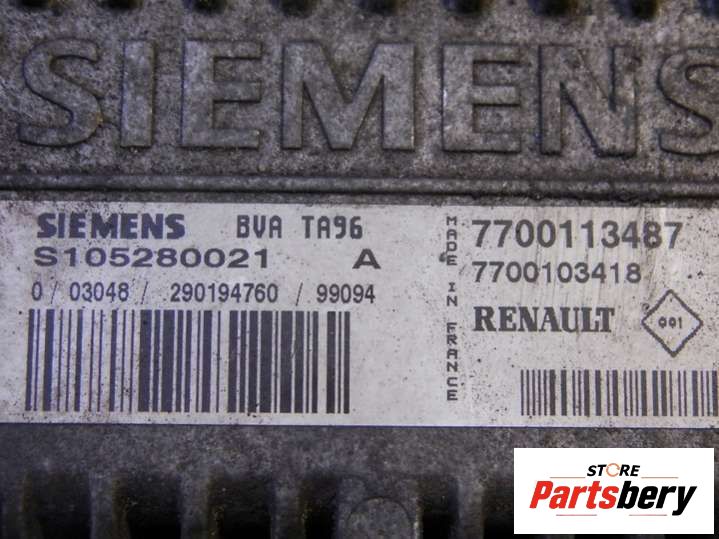 SIEMENS
SIEMENS BVA TA96
S105280021 A
0/ 03048/ 290194760 / 99094
MADE IN FRANCE
7700113487
7700103418
RENAULT 001
STORE
Partsbery